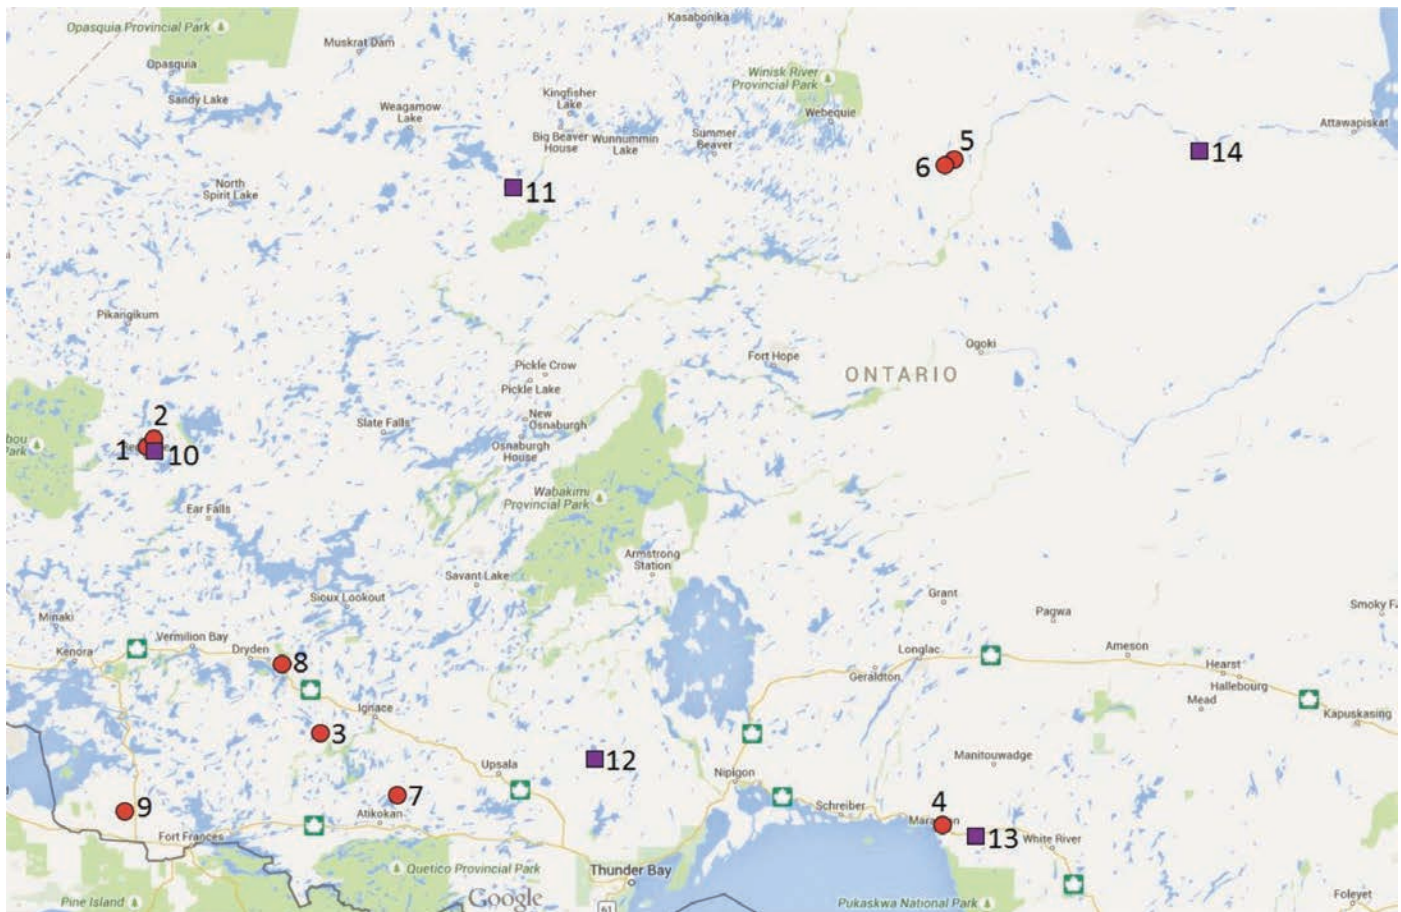 Kasabonika
Opasquia Provincial Park
Muskrat Dam
Opasquia
Winisk River
Provincial Park
Sandy Lake
Weagamow
Lake
Kingfisher
Lake
Webequie
Attawapiskat
Big Beaver
House
Wunnummin
Lake
Summer
Beaver
5
6
14
North
Spirit Lake
11
Pikangikum
Ogoki
Fort Hope
ONTARIO
Pickle Crow
Pickle Lake
New
Osnaburgh
Slate Falls
2
1
10
bou
Park
Osnaburgh
House
Wabakimi
Provincial Park
Ear Falls
Armstrong
Station
Savant Lake
Sioux Lookout
Grant
Pagwa
Smoky Fa
Minaki
Vermilion Bay
Kenora
Dryden
8
Longlac
Ameson
Geraldton
Hearst
Hallebourg
Mead
Ignace
Kapuskasing
3
12
Manitouwadge
Upsala
Nipigon
7
9
Atikokan
Schreiber
4
13
White River
Fort Frances
Quetico Provincial Park
Thunder Bay
Google
61
Pine Island
Pukaskwa National Park
Foleyet